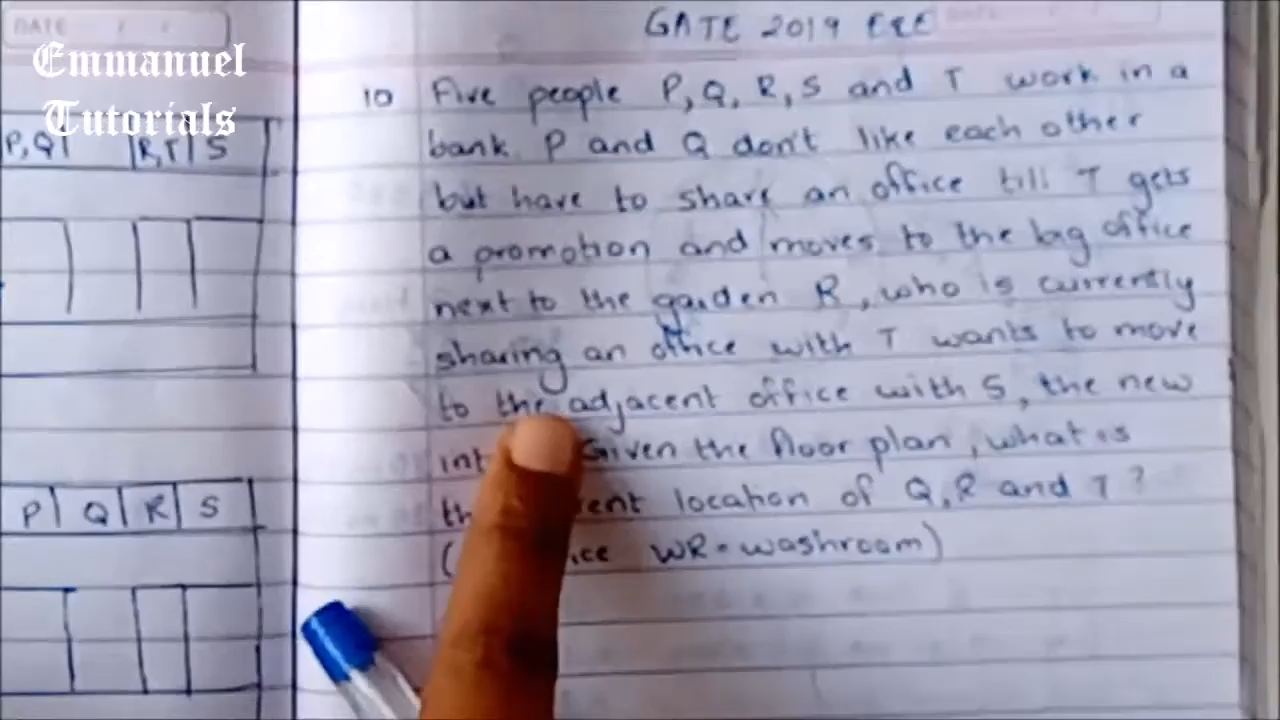 GATE 2019 EEE
DATE
Emmanuel
Tutorials
P,Q R,T S
P Q R S
10 Five people P, Q, R, S and T work in a
bank P and Q don't like each other
but have to share an office till T gets
a promotion and moves to the big office
next to the garden R, who is currently
sharing an office with T wants to move
to the adjacent office with S, the new
Given the floor plan, what is
location of Q, R and T?
WR = washroom)